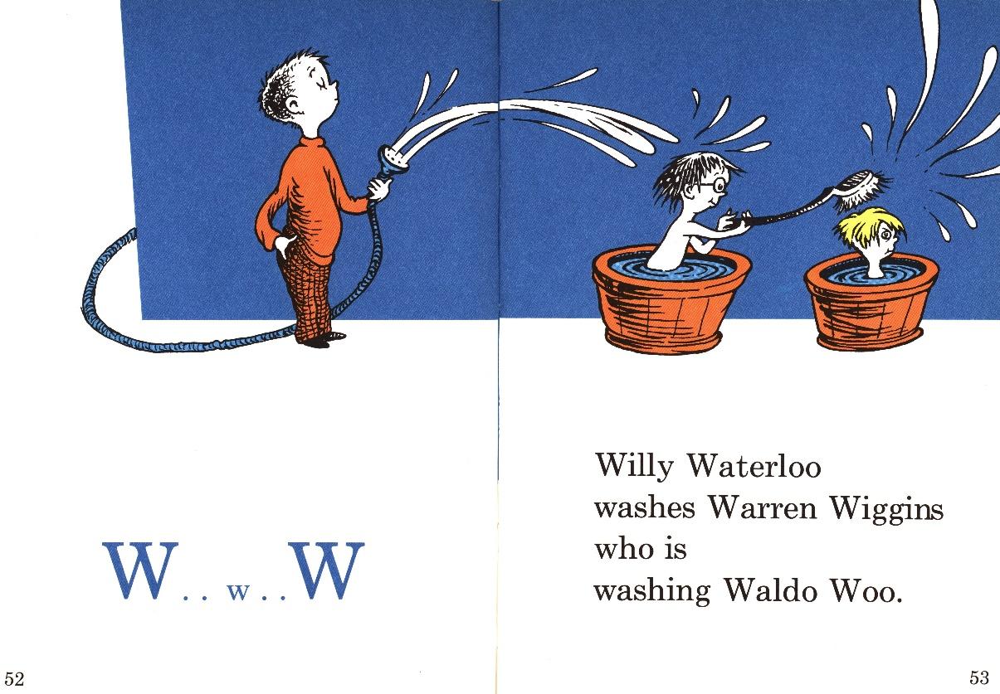 W . . w . . W
52
Willy Waterloo
washes Warren Wiggins
who is
washing Waldo Woo.
53